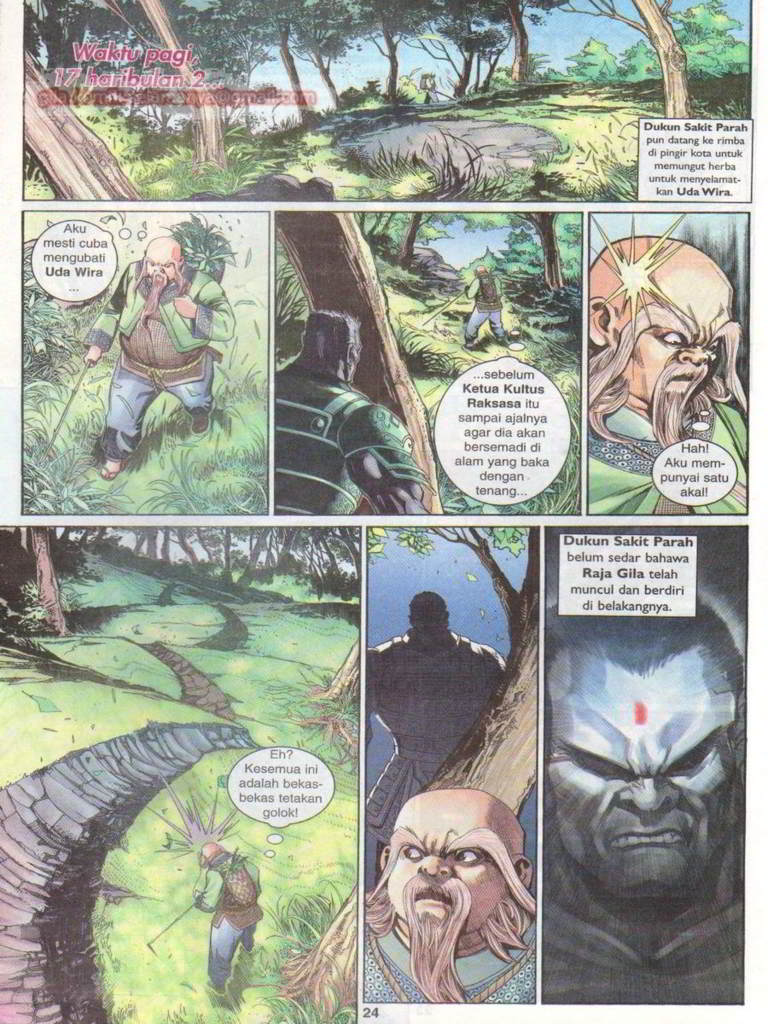 Waktu pagi,
17 haribulan 2...
Dukun Sakit Parah
pun datang ke rimba
di pingir kota untuk
memungut herba
untuk menyelamat-
kan Uda Wira.
Aku
mesti cuba
mengubati
Uda Wira
...
...sebelum
Ketua Kultus
Raksasa itu
sampai ajalnya
agar dia akan
bersemadi di
alam yang baka
dengan
tenang...
Hah!
Aku mem-
punyai satu
akal!
Eh?
Kesemua ini
adalah bekas-
bekas tetakan
golok!
Dukun Sakit Parah
belum sedar bahawa
Raja Gila telah
muncul dan berdiri
di belakangnya.
24